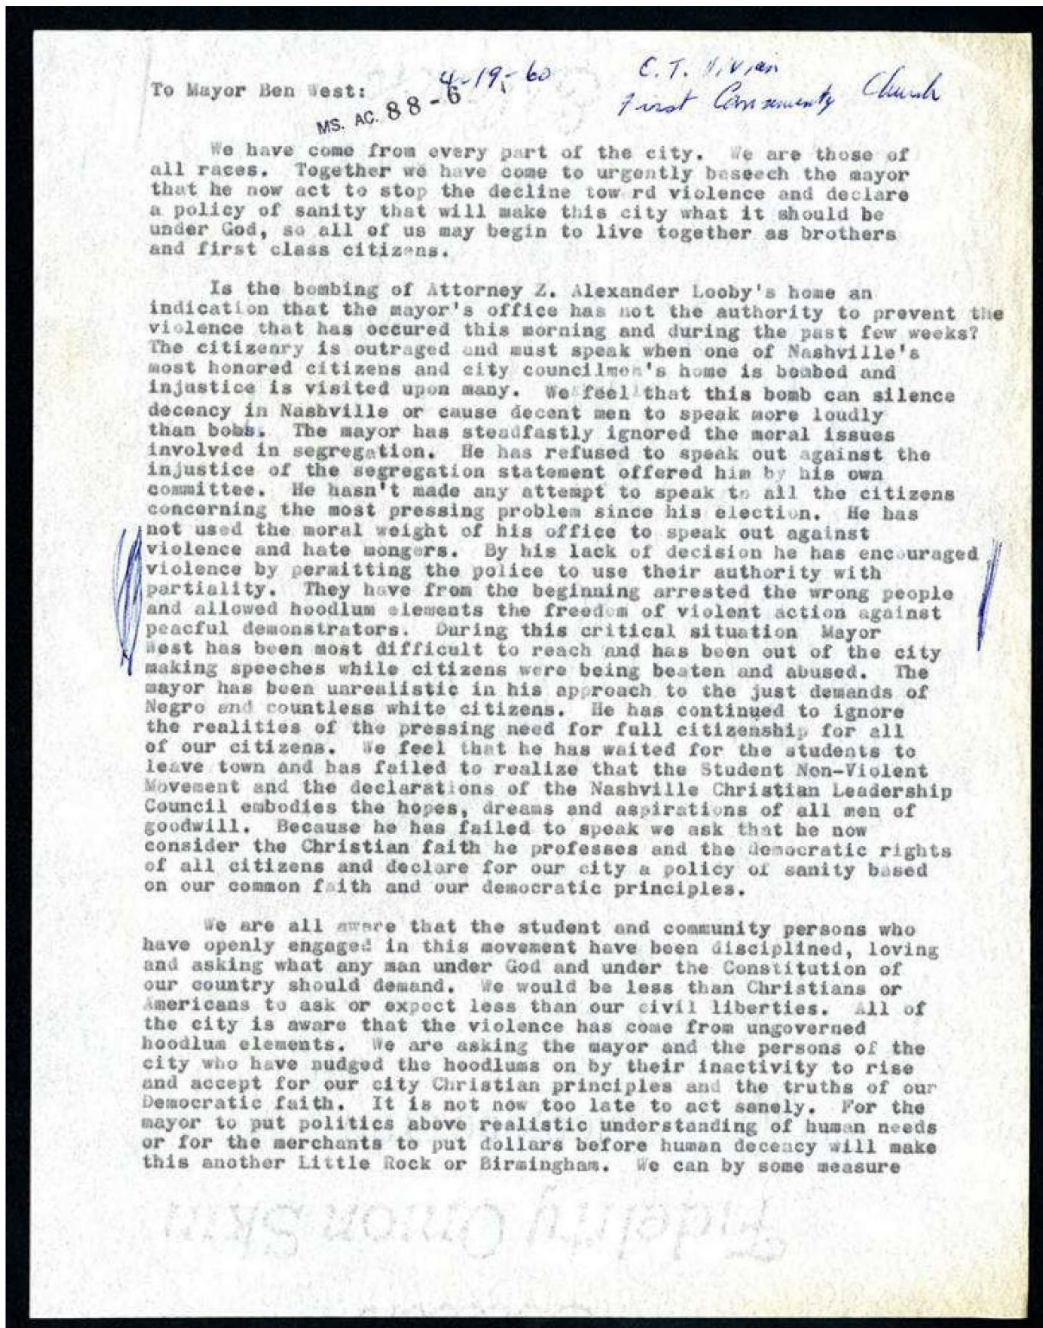 4-19-60
C. T. Vivian
First Community Church
To Mayor Ben West:
MS. AC. 88-6
We have come from every part of the city. We are those of
all races. Together we have come to urgently beseech the mayor
that he now act to stop the decline tow rd violence and declare
a policy of sanity that will make this city what it should be
under God, so all of us may begin to live together as brothers
and first class citizens.
Is the bombing of Attorney Z. Alexander Looby's home an
indication that the mayor's office has not the authority to prevent the
violence that has occured this morning and during the past few weeks?
The citizenry is outraged and must speak when one of Nashville's
most honored citizens and city councilmen's home is bombed and
injustice is visited upon many. We feel that this bomb can silence
decency in Nashville or cause decent men to speak more loudly
than bobs. The mayor has steadfastly ignored the moral issues
involved in segregation. He has refused to speak out against the
injustice of the segregation statement offered him by his own
committee. He hasn't made any attempt to speak to all the citizens
concerning the most pressing problem since his election. He has
not used the moral weight of his office to speak out against
violence and hate mongers. By his lack of decision he has encouraged
violence by permitting the police to use their authority with
partiality. They have from the beginning arrested the wrong people
and allowed hoodlum elements the freedom of violent action against
peacful demonstrators. During this critical situation Mayor
West has been most difficult to reach and has been out of the city
making speeches while citizens were being beaten and abused. The
mayor has been unrealistic in his approach to the just demands of
Negro and countless white citizens. He has continued to ignore
the realities of the pressing need for full citizenship for all
of our citizens. We feel that he has waited for the students to
leave town and has failed to realize that the Student Non-Violent
Movement and the declarations of the Nashville Christian Leadership
Council embodies the hopes, dreams and aspirations of all men of
goodwill. Because he has failed to speak we ask that he now
consider the Christian faith he professes and the democratic rights
of all citizens and declare for our city a policy of sanity based
on our common faith and our democratic principles.
We are all aware that the student and community persons who
have openly engaged in this movement have been disciplined, loving
and asking what any man under God and under the Constitution of
our country should demand. We would be less than Christians or
Americans to ask or expect less than our civil liberties. All of
the city is aware that the violence has come from ungoverned
hoodlum elements. We are asking the mayor and the persons of the
city who have nudged the hoodlums on by their inactivity to rise
and accept for our city Christian principles and the truths of our
Democratic faith. It is not now too late to act sanely. For the
mayor to put politics above realistic understanding of human needs
or for the merchants to put dollars before human decency will make
this another Little Rock or Birmingham. We can by some measure
Fidelity Onion Skin